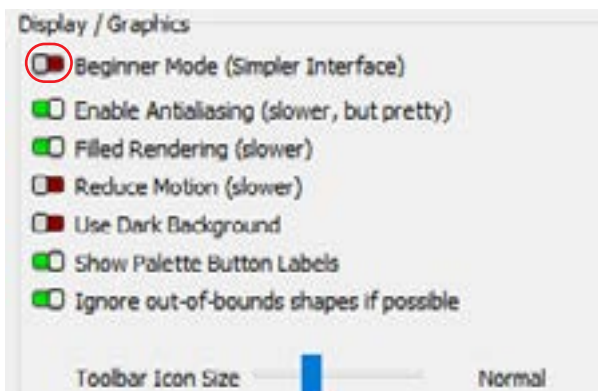 Display / Graphics
Beginner Mode (Simpler Interface)
Enable Antialiasing (slower, but pretty)
Filled Rendering (slower)
Reduce Motion (slower)
Use Dark Background
Show Palette Button Labels
Ignore out-of-bounds shapes if possible
Toolbar Icon Size Normal